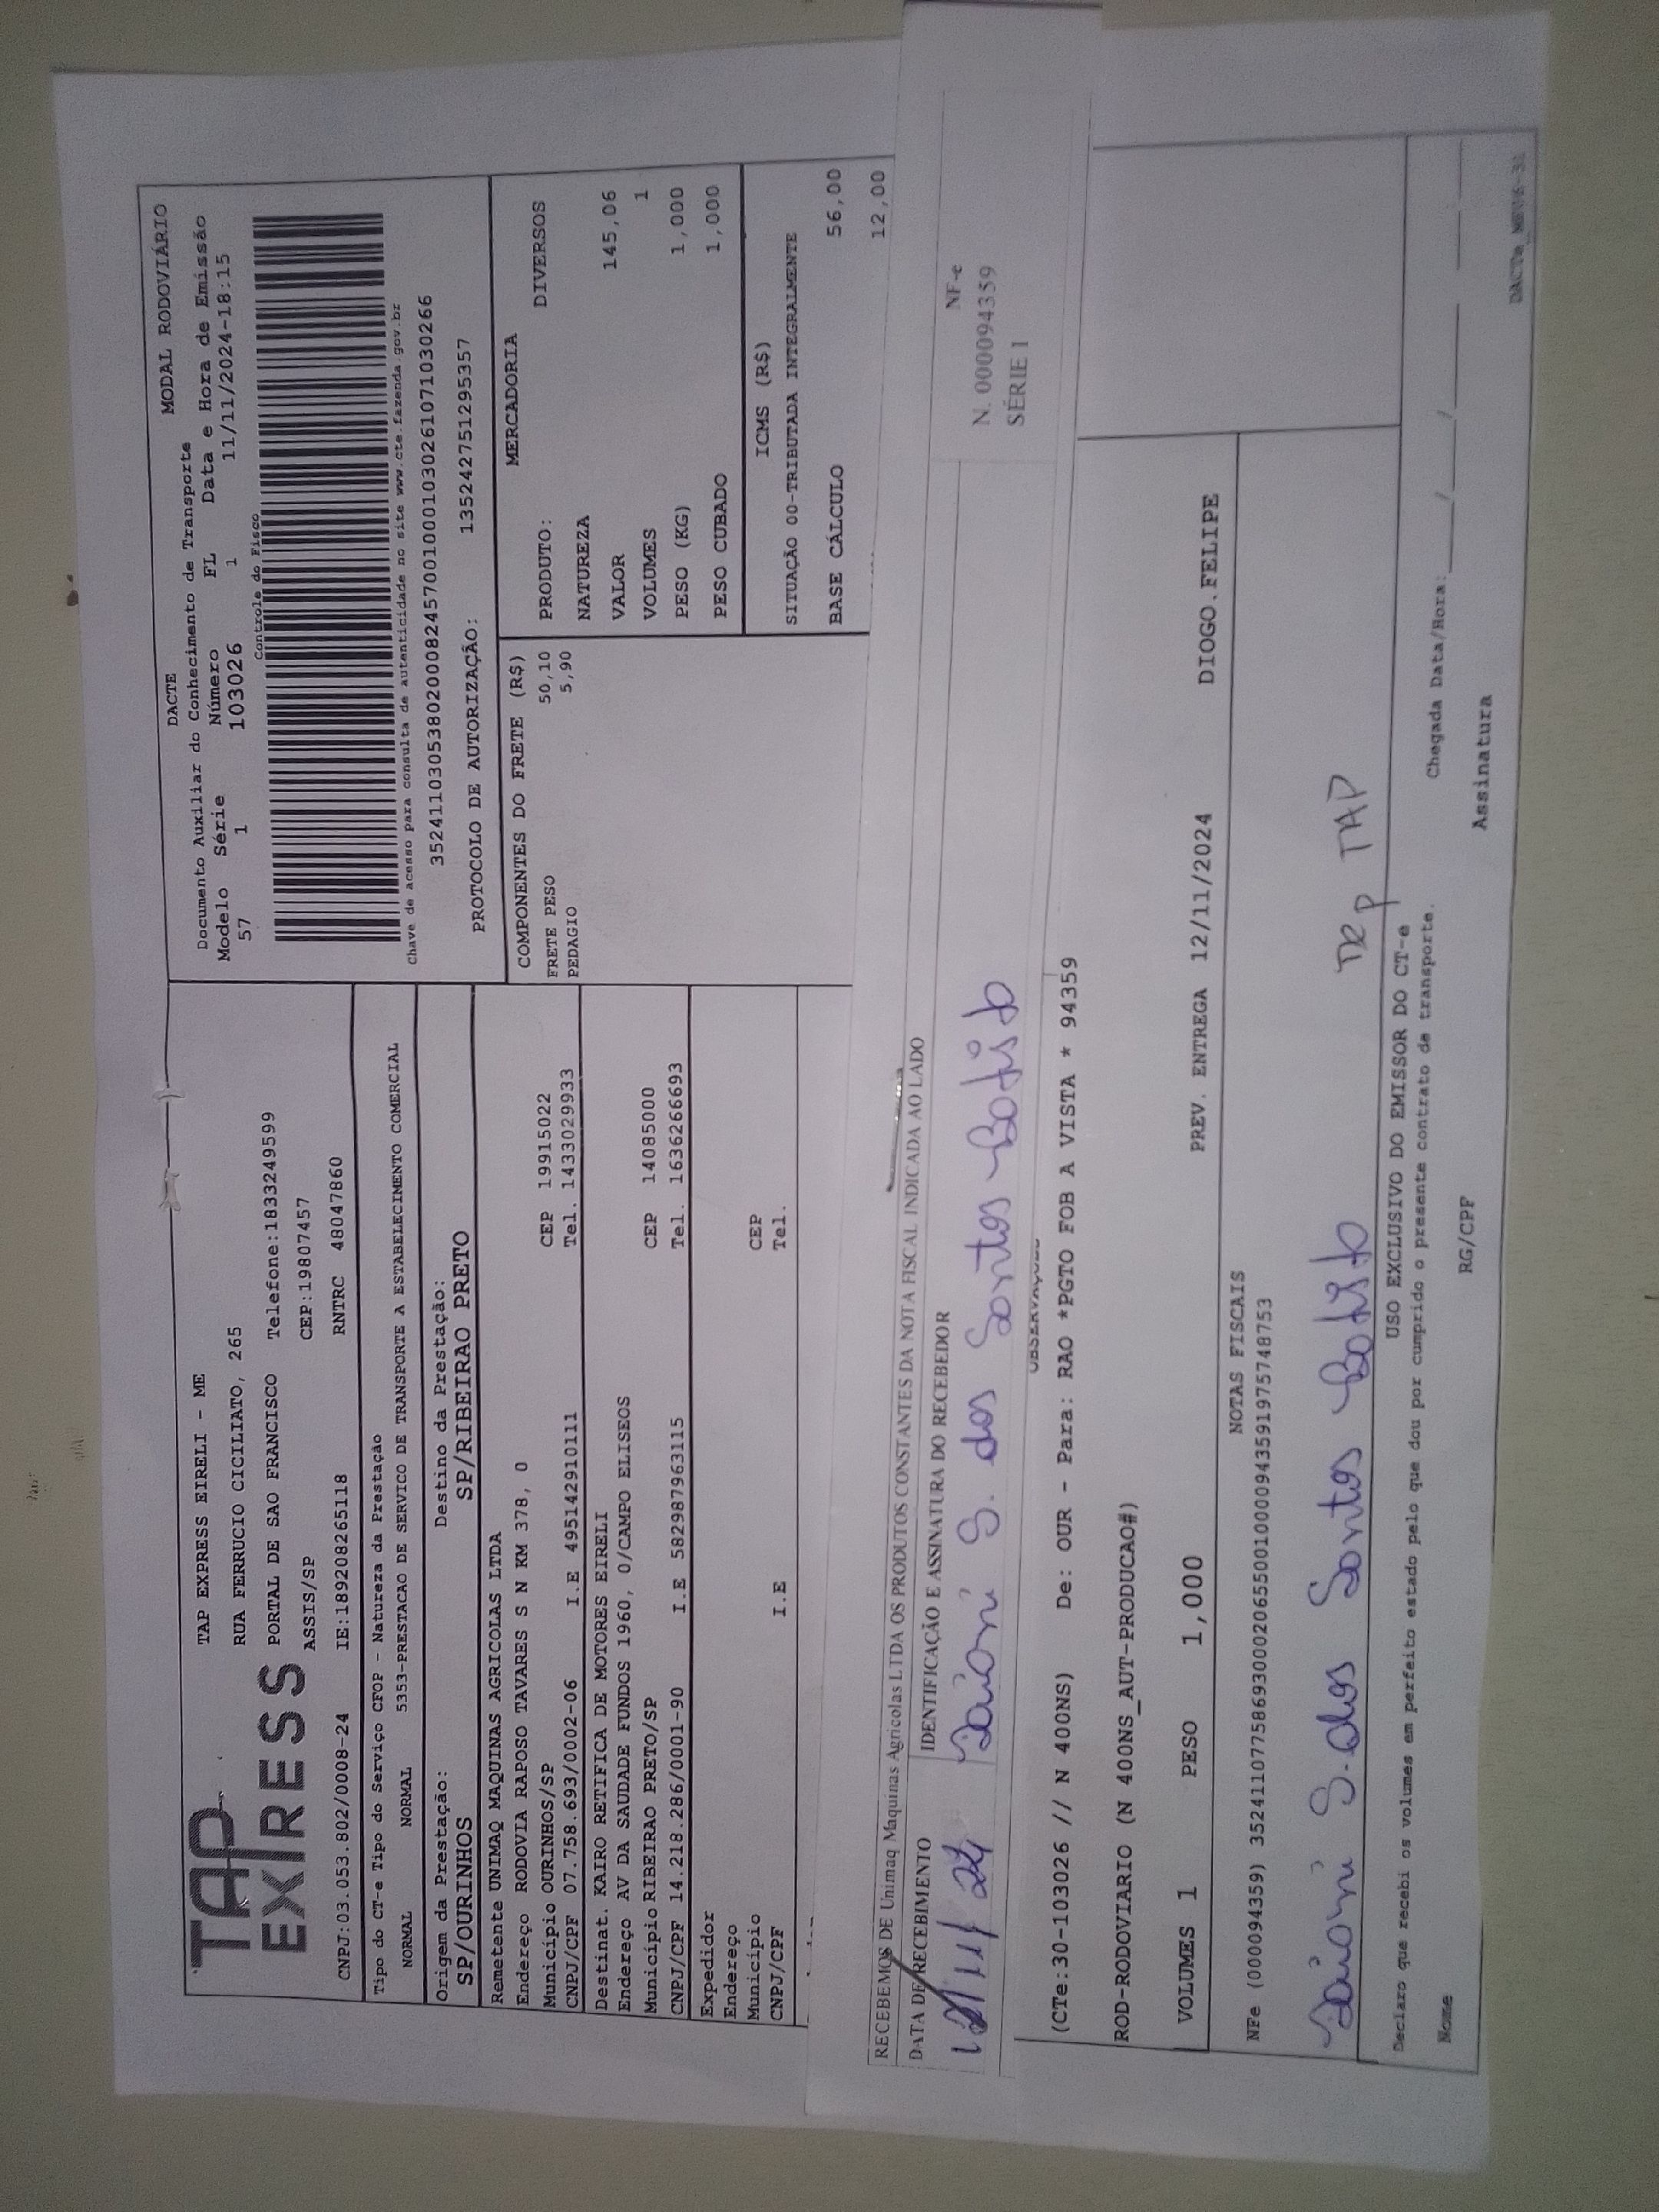 TAP
EXPRESS
TAP EXPRESS EIRELI - ME
RUA FERRUCIO CICILIATO, 265
PORTAL DE SAO FRANCISCO Telefone:1833249599
ASSIS/SP CEP:19807457
CNPJ:03.053.802/0008-24 IE:189208265118 RNTRC 48047860
DACTE MODAL RODOVIÁRIO
Documento Auxiliar do Conhecimento de Transporte
Modelo Série Número FL Data e Hora de Emissão
57 1 103026 1 11/11/2024-18:15
Controle do Fisco
Chave de acesso para consulta de autenticidade no site www.cte.fazenda.gov.br
35241103053802000824570010001030261071030266
PROTOCOLO DE AUTORIZAÇÃO: 135242751295357
Tipo do CT-e Tipo do Serviço CFOP - Natureza da Prestação
NORMAL NORMAL 5353-PRESTACAO DE SERVICO DE TRANSPORTE A ESTABELECIMENTO COMERCIAL
Origem da Prestação: Destino da Prestação:
SP/OURINHOS SP/RIBEIRAO PRETO
Remetente UNIMAQ MAQUINAS AGRICOLAS LTDA
Endereço RODOVIA RAPOSO TAVARES S N KM 378, 0
Município OURINHOS/SP CEP 19915022
CNPJ/CPF 07.758.693/0002-06 I.E 495142910111 Tel. 1433029933
Destinat. KAIRO RETIFICA DE MOTORES EIRELI
Endereço AV DA SAUDADE FUNDOS 1960, 0/CAMPO ELISEOS
Município RIBEIRAO PRETO/SP CEP 14085000
CNPJ/CPF 14.218.286/0001-90 I.E 582987963115 Tel. 1636266693
Expedidor
Endereço
Município CEP
CNPJ/CPF I.E Tel.
COMPONENTES DO FRETE (R$)
FRETE PESO 50,10
PEDAGIO 5,90
MERCADORIA
PRODUTO: DIVERSOS
NATUREZA
VALOR 145,06
VOLUMES 1
PESO (KG) 1,000
PESO CUBADO 1,000
ICMS (R$)
SITUAÇÃO 00-TRIBUTADA INTEGRALMENTE
BASE CÁLCULO 56,00
12,00
RECEBEMOS DE Unimaq Maquinas Agricolas LTDA OS PRODUTOS CONSTANTES DA NOTA FISCAL INDICADA AO LADO
DATA DE RECEBIMENTO IDENTIFICAÇÃO E ASSINATURA DO RECEBEDOR
S. dos Santos
NF-e
N. 0000094359
SÉRIE 1
OBSERVAÇÕES
(CTe:30-103026 // N 400NS) De: OUR - Para: RAO *PGTO FOB A VISTA * 94359
ROD-RODOVIARIO (N 400NS_AUT-PRODUCAO#)
VOLUMES 1 PESO 1,000 PREV. ENTREGA 12/11/2024 DIOGO.FELIPE
NOTAS FISCAIS
NFe (000094359) 35241107758693000206550010000943591975748753
S. dos Santos
TAP
USO EXCLUSIVO DO EMISSOR DO CT-e
Declaro que recebi os volumes em perfeito estado pelo que dou por cumprido o presente contrato de transporte.
Nome RG/CPF Assinatura Chegada Data/Hora:___/___/___